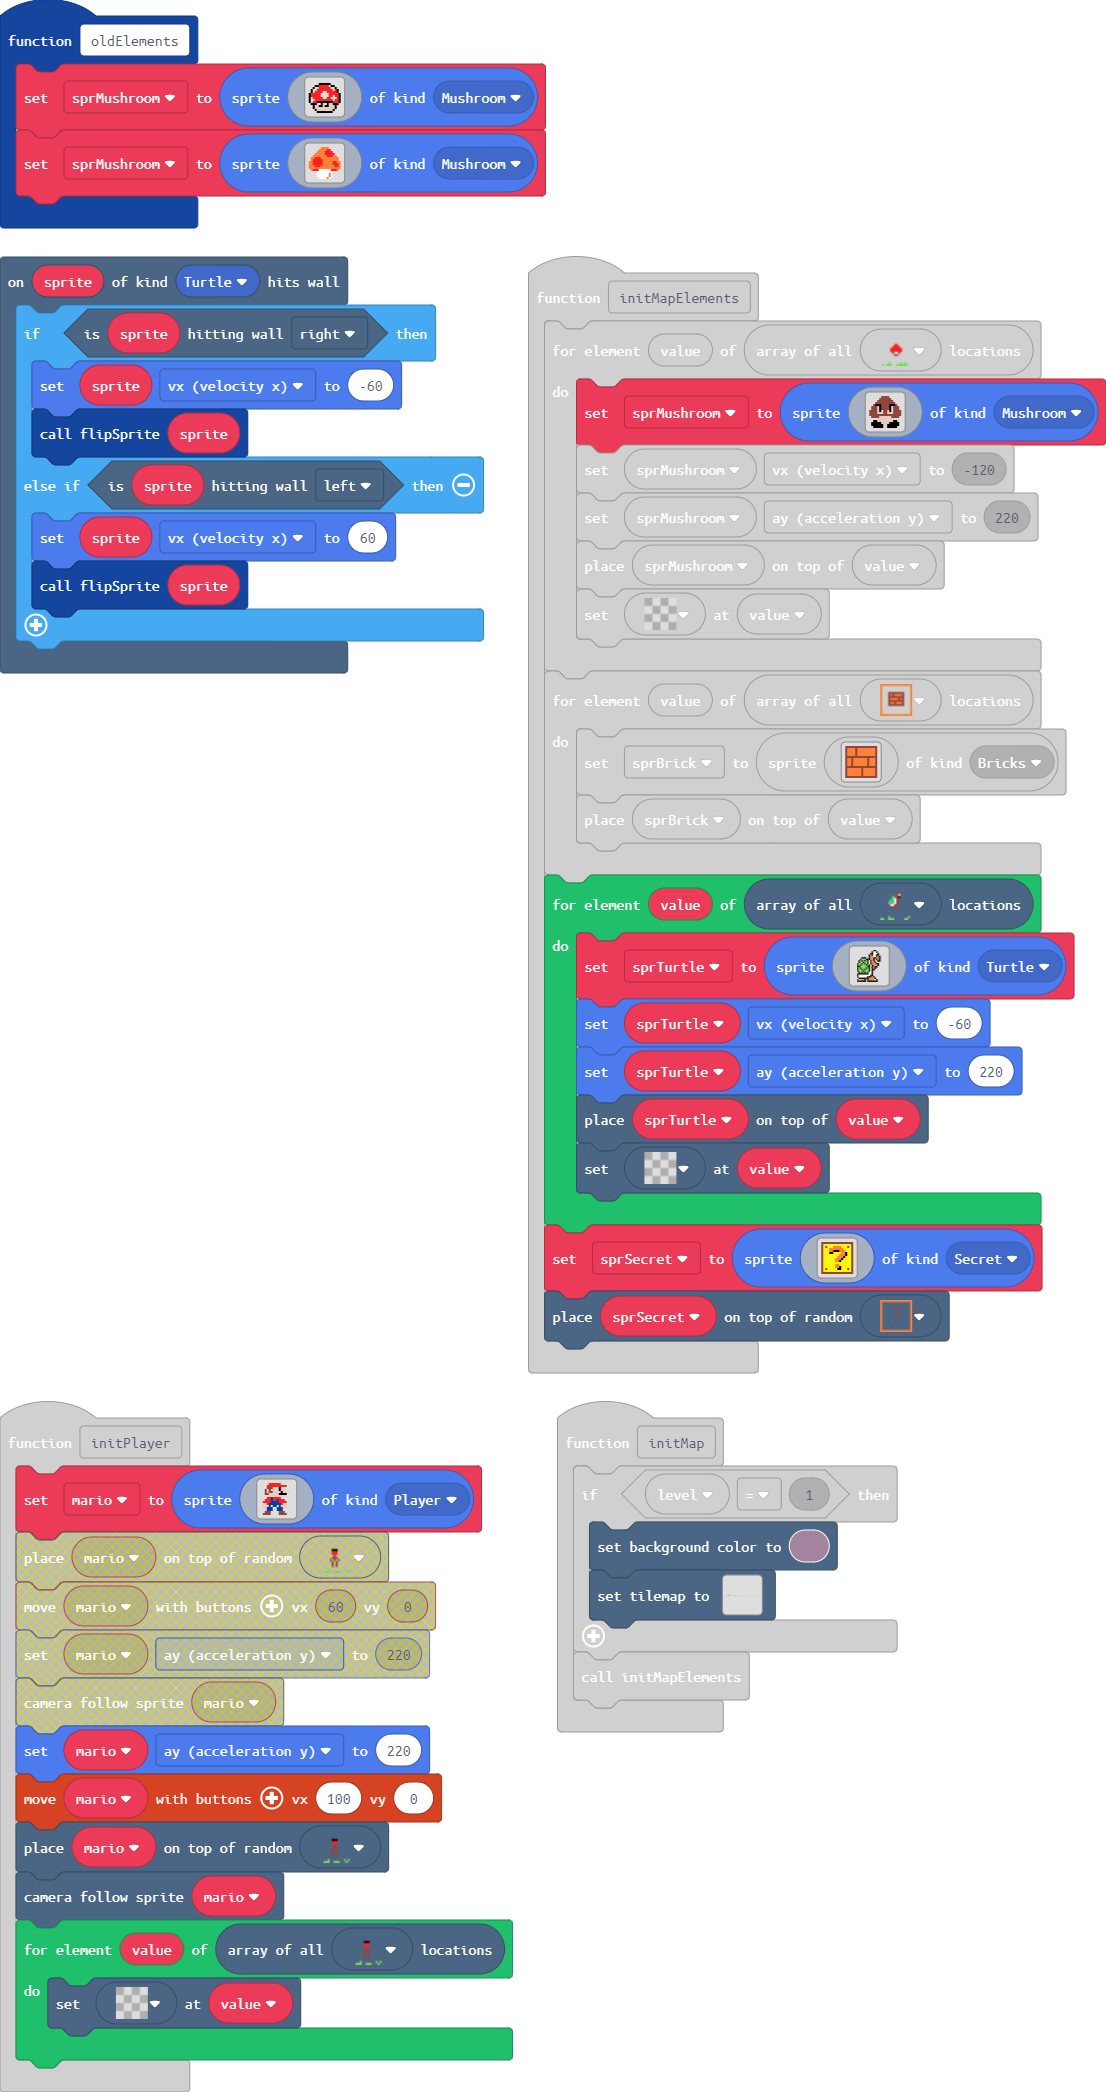 function oldElements
set sprMushroom to sprite of kind Mushroom
set sprMushroom to sprite of kind Mushroom
on sprite of kind Turtle hits wall
if is sprite hitting wall right then
set sprite vx (velocity x) to -60
call flipSprite sprite
else if is sprite hitting wall left then
set sprite vx (velocity x) to 60
call flipSprite sprite
function initMapElements
for element value of array of all locations
do
set sprMushroom to sprite of kind Mushroom
set sprMushroom vx (velocity x) to -120
set sprMushroom ay (acceleration y) to 220
place sprMushroom on top of value
set at value
for element value of array of all locations
do
set sprBrick to sprite of kind Bricks
place sprBrick on top of value
for element value of array of all locations
do
set sprTurtle to sprite of kind Turtle
set sprTurtle vx (velocity x) to -60
set sprTurtle ay (acceleration y) to 220
place sprTurtle on top of value
set at value
set sprSecret to sprite ? of kind Secret
place sprSecret on top of random
function initPlayer
set mario to sprite of kind Player
place mario on top of random
move mario with buttons vx 60 vy 0
set mario ay (acceleration y) to 220
camera follow sprite mario
set mario ay (acceleration y) to 220
move mario with buttons vx 100 vy 0
place mario on top of random
camera follow sprite mario
for element value of array of all locations
do
set at value
function initMap
if level = 1 then
set background color to
set tilemap to
call initMapElements